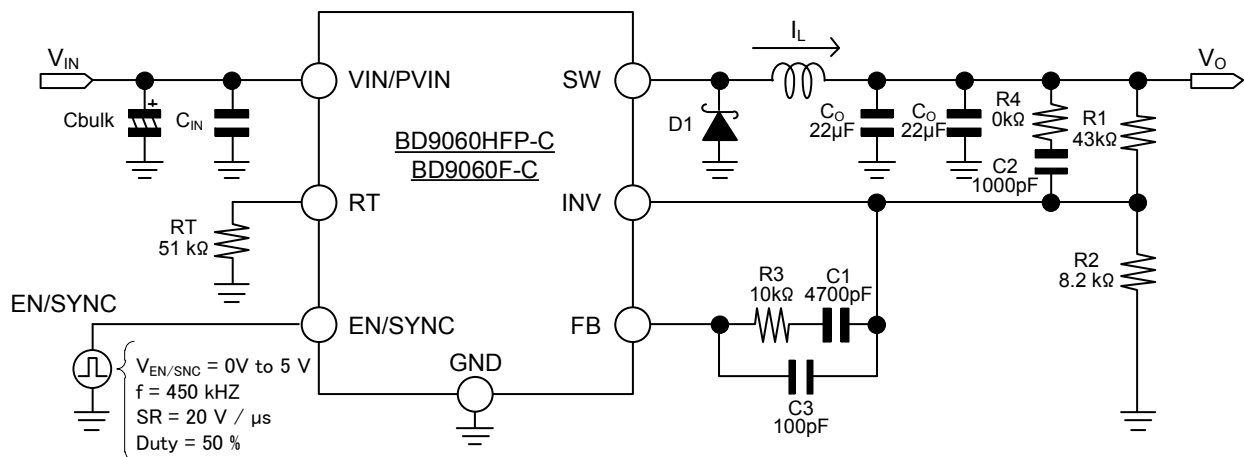 V_IN
Cbulk
+
C_IN
VIN/PVIN
RT
RT
51 kΩ
EN/SYNC
EN/SYNC
V_EN/SNC = 0V to 5 V
f = 450 kHZ
SR = 20 V / μs
Duty = 50 %
BD9060HFP-C
BD9060F-C
GND
SW
INV
FB
I_L
D1
C_O
22μF
C_O
22μF
R4
0kΩ
C2
1000pF
R1
43kΩ
V_O
R2
8.2 kΩ
R3
10kΩ
C1
4700pF
C3
100pF